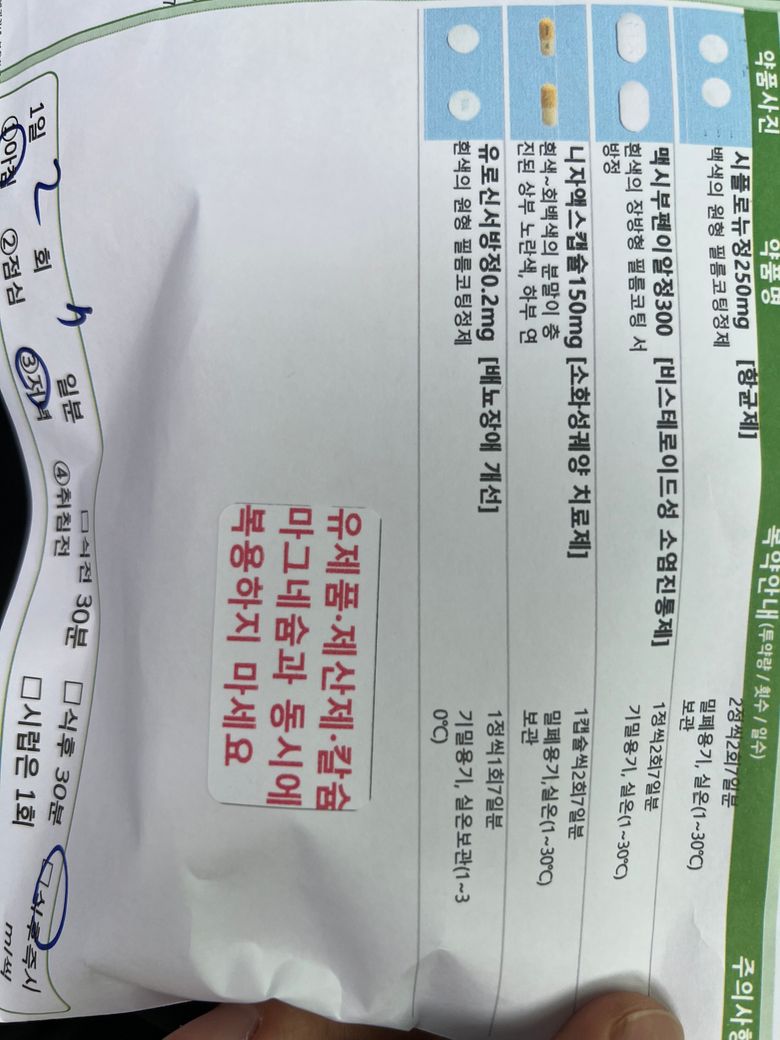 약품사진 약품명 복약안내(투약량 / 횟수 / 일수) 주의사항
시플로뉴정250mg [항균제]
백색의 원형 필름코팅정제
2정씩2회7일분
밀폐용기, 실온(1~30℃)
보관
맥시부펜이알정300 [비스테로이드성 소염진통제]
흰색의 장방형 필름코팅 서
방정
1정씩2회7일분
기밀용기, 실온(1~30℃)
니자액스캡슐150mg [소화성궤양 치료제]
흰색~회백색의 분말이 충
진된 상부 노란색, 하부 연
1캡슐씩2회7일분
밀폐용기,실온(1~30℃)
보관
유로신서방정0.2mg [배뇨장애 개선]
흰색의 원형 필름코팅정제
1정씩1회7일분
기밀용기, 실온보관(1~3
0℃)
유제품·제산제·칼슘
마그네슘과 동시에
복용하지 마세요
1일 2 회 7 일분 □식전 30분 □식후 30분 □식후즉시
①아침 ②점심 ③저녁 ④취침전 □시럽은 1회